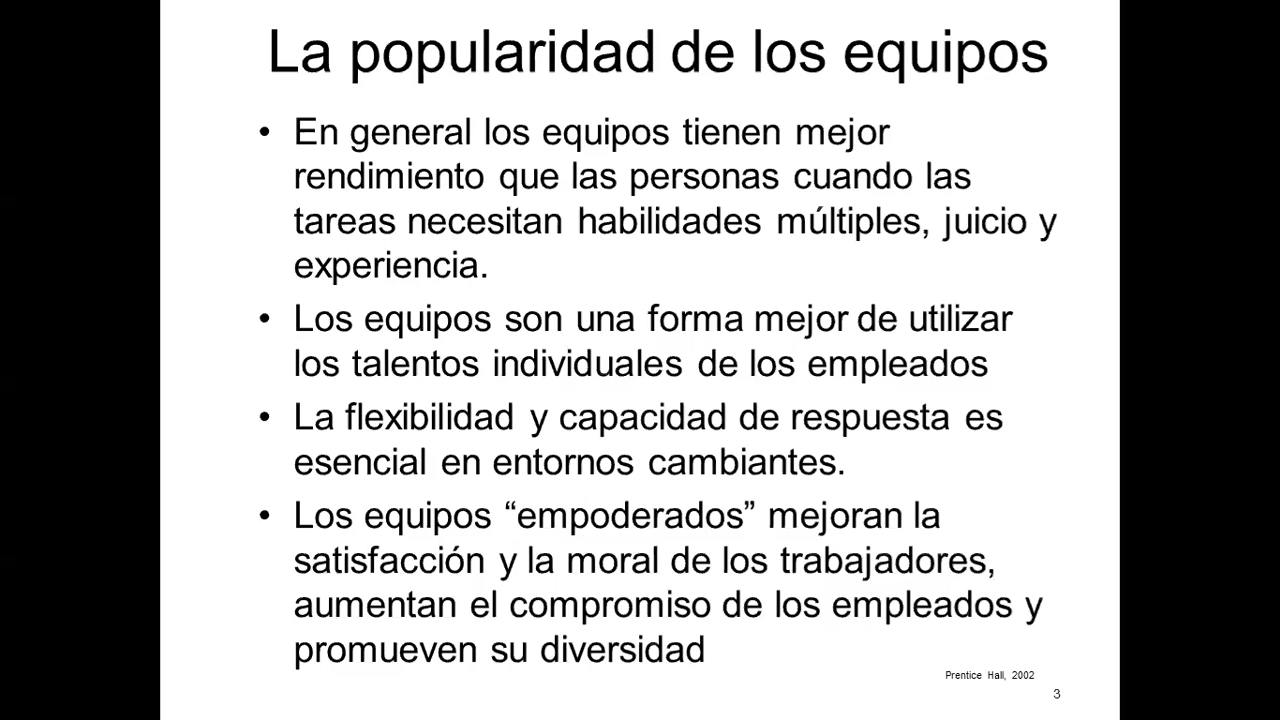 La popularidad de los equipos
• En general los equipos tienen mejor
rendimiento que las personas cuando las
tareas necesitan habilidades múltiples, juicio y
experiencia.
• Los equipos son una forma mejor de utilizar
los talentos individuales de los empleados
• La flexibilidad y capacidad de respuesta es
esencial en entornos cambiantes.
• Los equipos “empoderados” mejoran la
satisfacción y la moral de los trabajadores,
aumentan el compromiso de los empleados y
promueven su diversidad
Prentice Hall, 2002
3